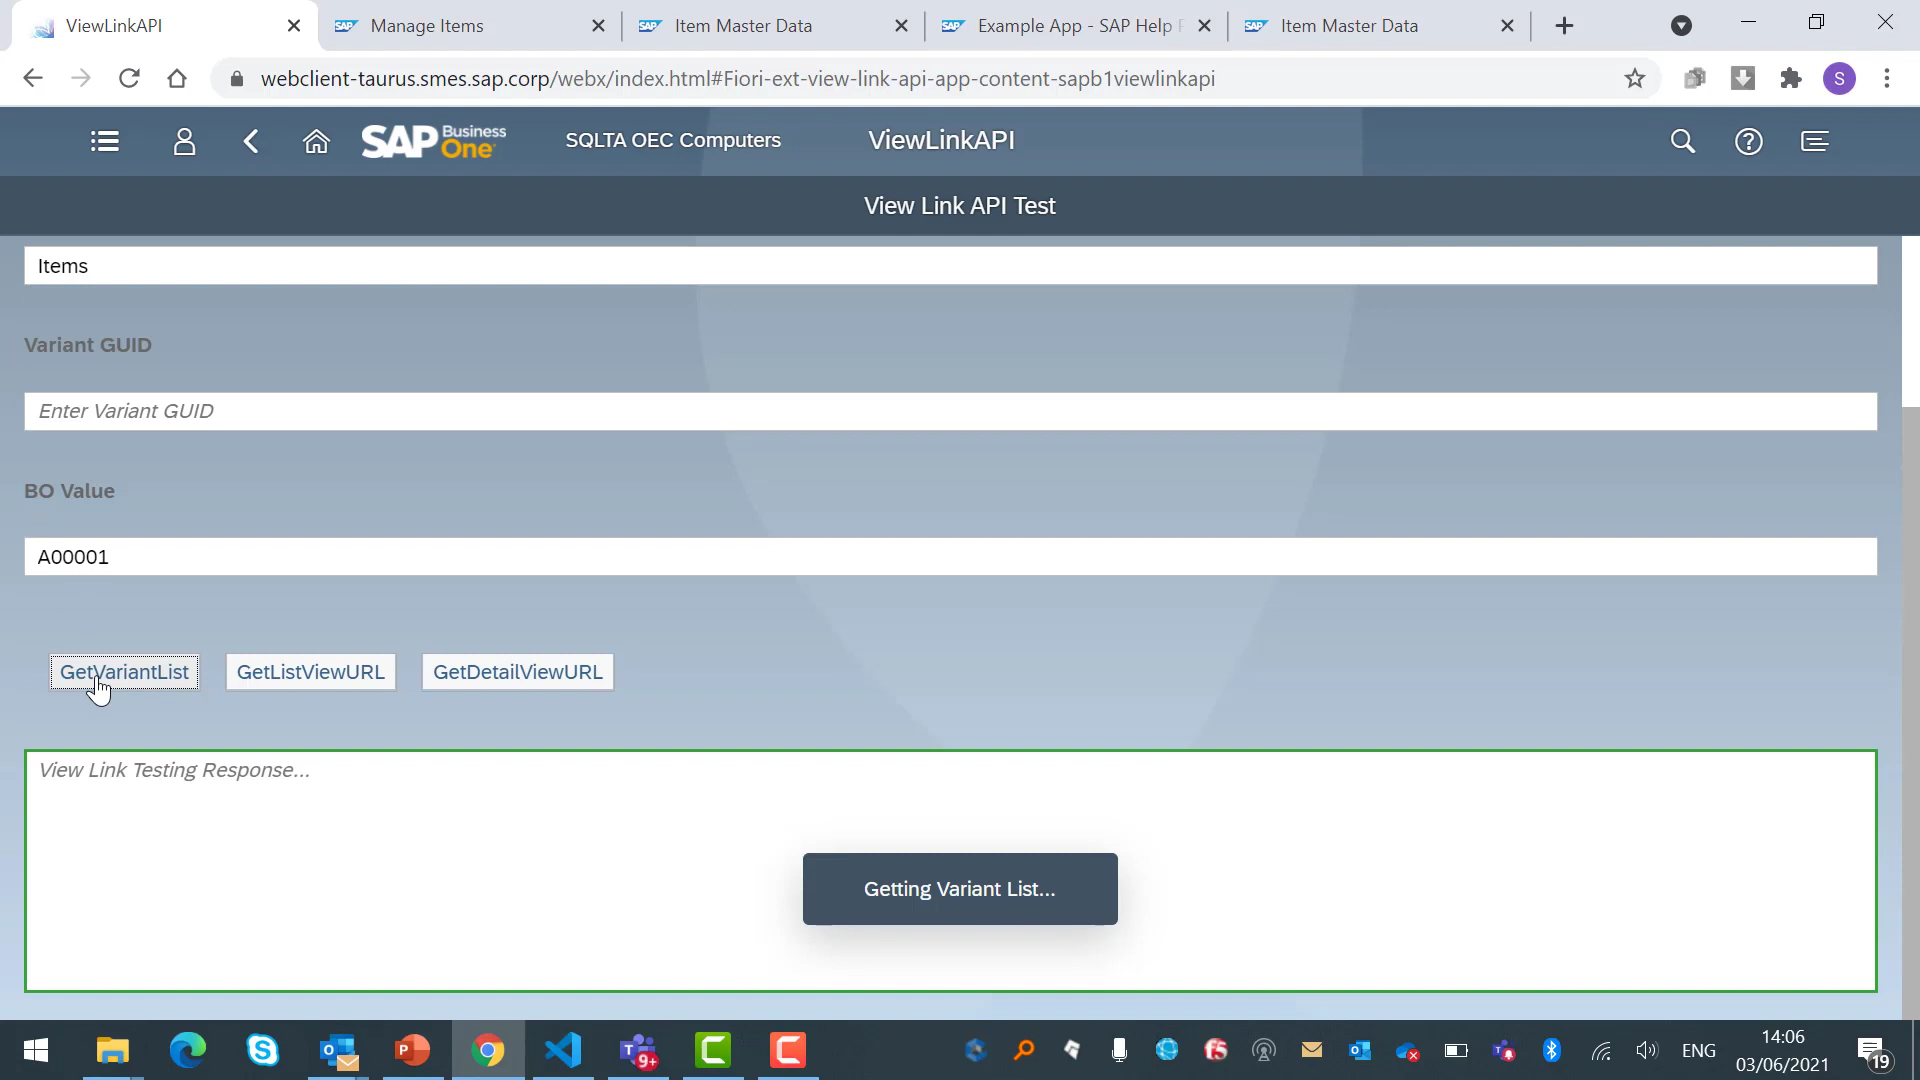 ViewLinkAPI
Manage Items
Item Master Data
Example App - SAP Help
Item Master Data
webclient-taurus.smes.sap.corp/webx/index.html#Fiori-ext-view-link-api-app-content-sapb1viewlinkapi
S
SAP Business One
SQLTA OEC Computers
ViewLinkAPI
View Link API Test
Items
Variant GUID
Enter Variant GUID
BO Value
A00001
GetVariantList
GetListViewURL
GetDetailViewURL
View Link Testing Response...
Getting Variant List...
9+
ENG
14:06
03/06/2021
19